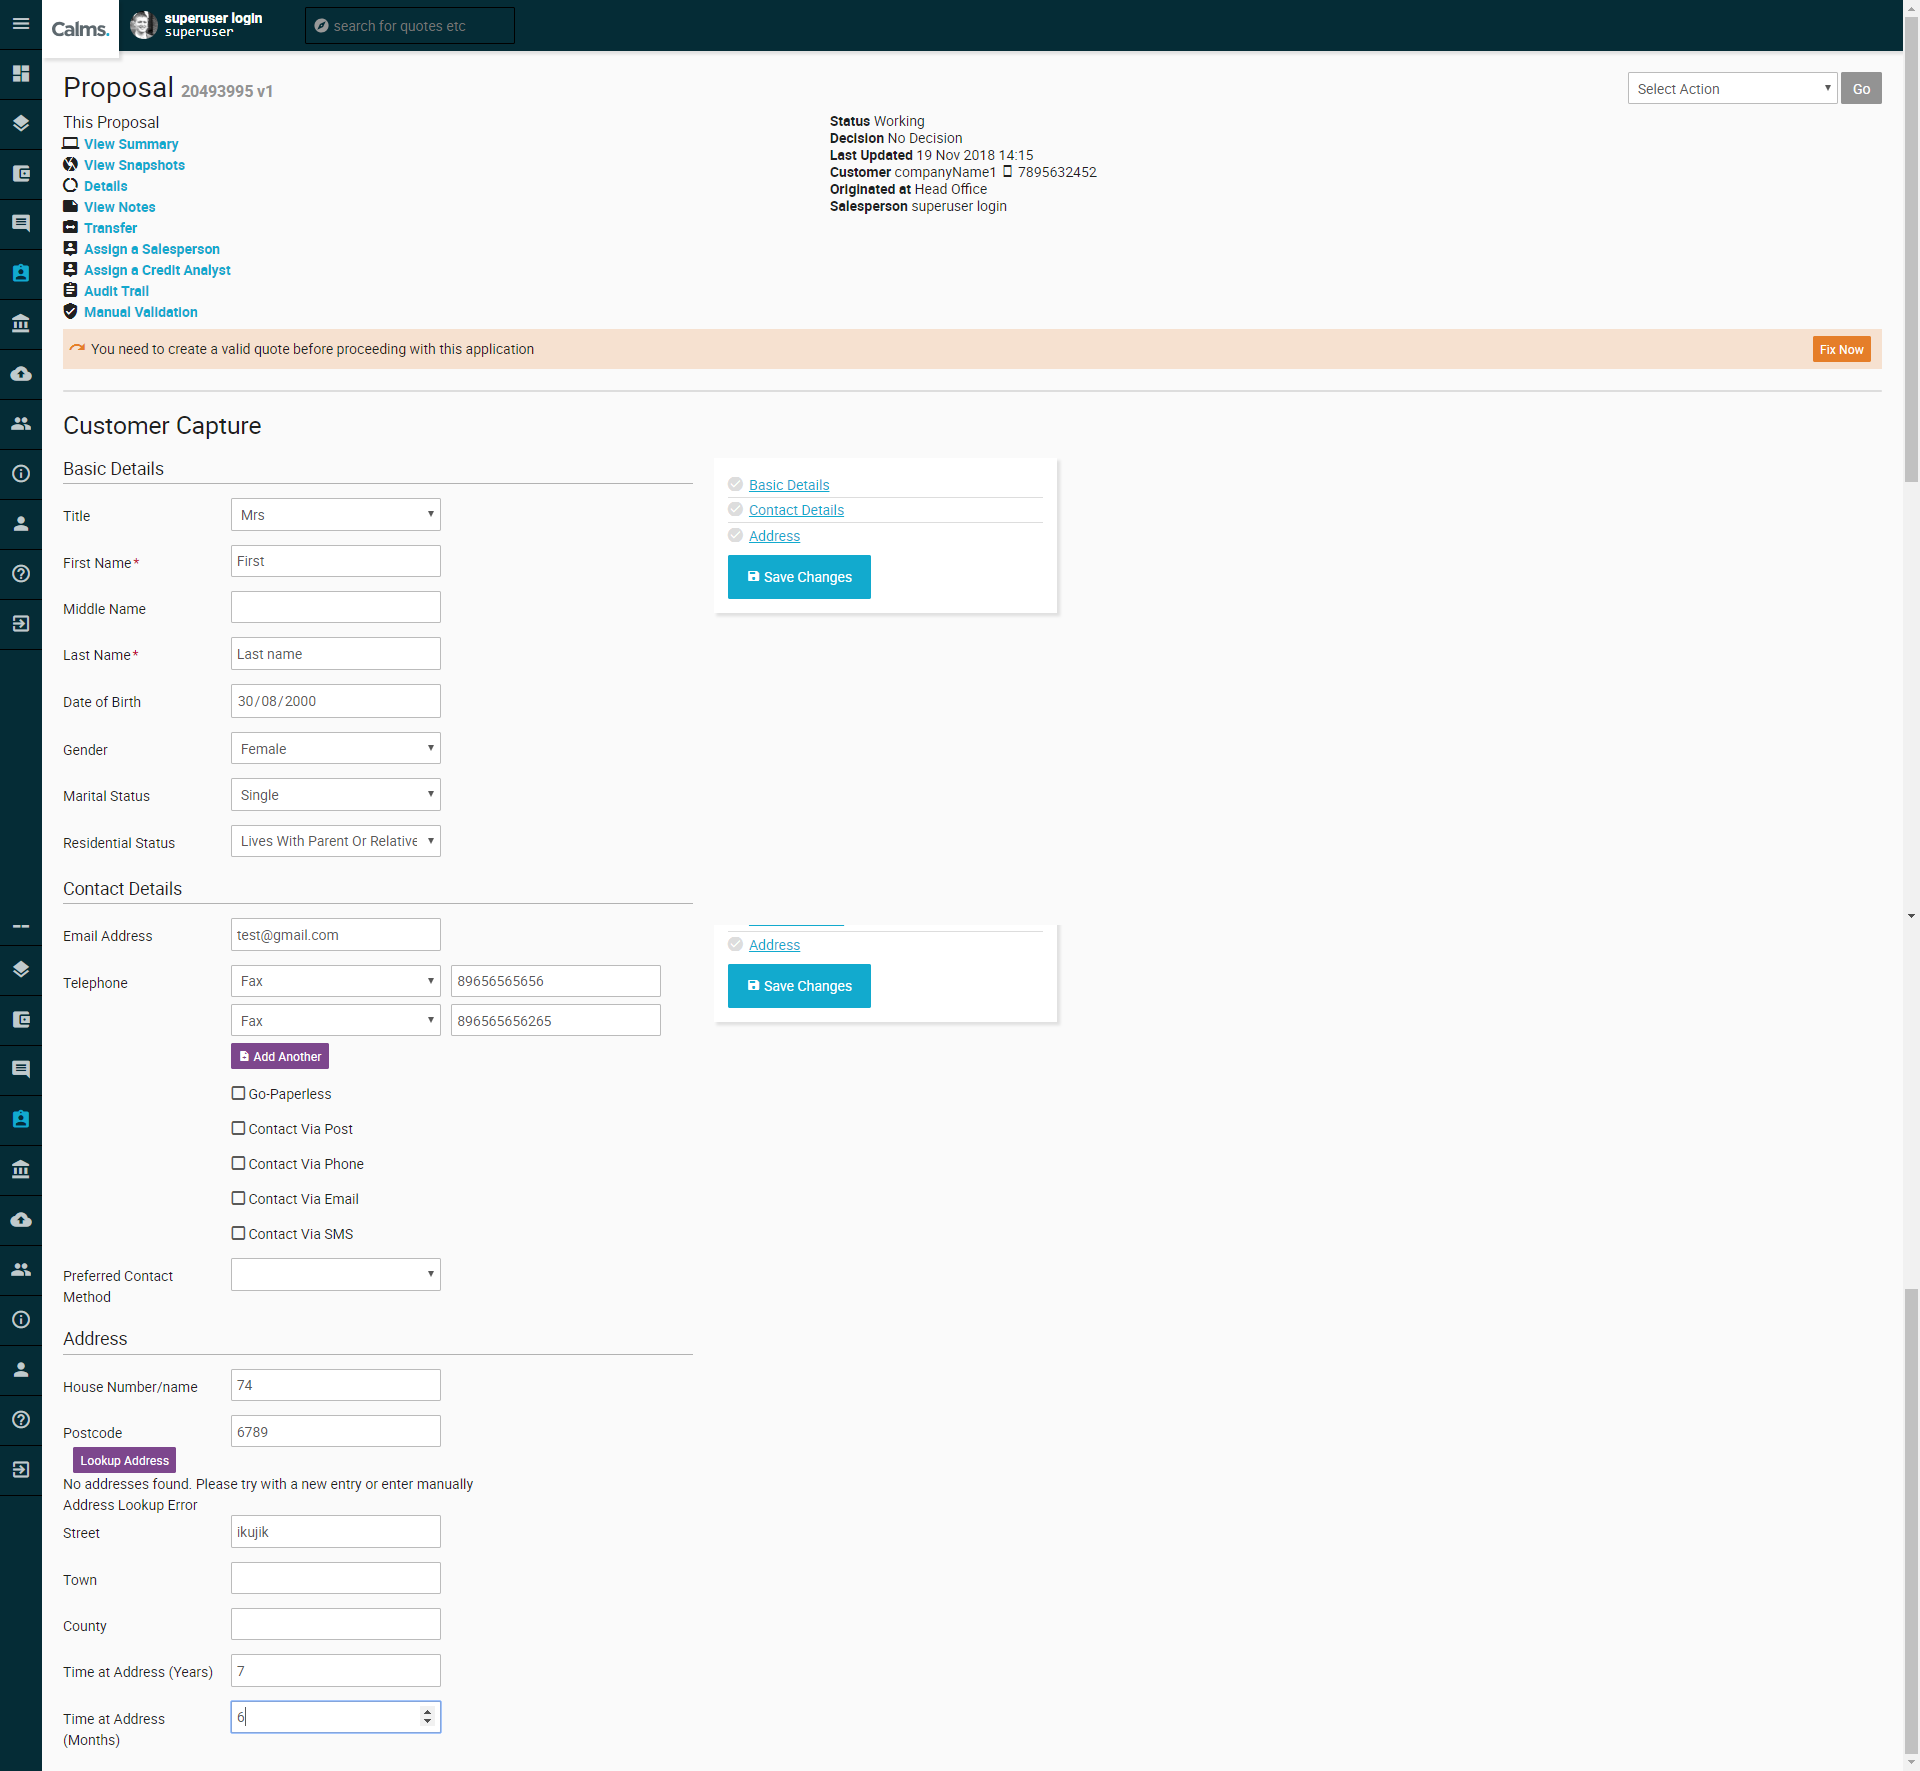 Calms.
superuser login
superuser
search for quotes etc
Proposal 20493995 v1
Select Action
Go
This Proposal
View Summary
View Snapshots
Details
View Notes
Transfer
Assign a Salesperson
Assign a Credit Analyst
Audit Trail
Manual Validation
Status Working
Decision No Decision
Last Updated 19 Nov 2018 14:15
Customer companyName1 7895632452
Originated at Head Office
Salesperson superuser login
You need to create a valid quote before proceeding with this application
Fix Now
Customer Capture
Basic Details
Title Mrs
First Name* First
Middle Name
Last Name* Last name
Date of Birth 30/08/2000
Gender Female
Marital Status Single
Residential Status Lives With Parent Or Relative
Basic Details
Contact Details
Address
Save Changes
Contact Details
Email Address test@gmail.com
Telephone Fax 89656565656
Fax 896565656265
Add Another
Go-Paperless
Contact Via Post
Contact Via Phone
Contact Via Email
Contact Via SMS
Preferred Contact
Method
Address
Save Changes
Address
House Number/name 74
Postcode 6789
Lookup Address
No addresses found. Please try with a new entry or enter manually
Address Lookup Error
Street ikujik
Town
County
Time at Address (Years) 7
Time at Address 6
(Months)